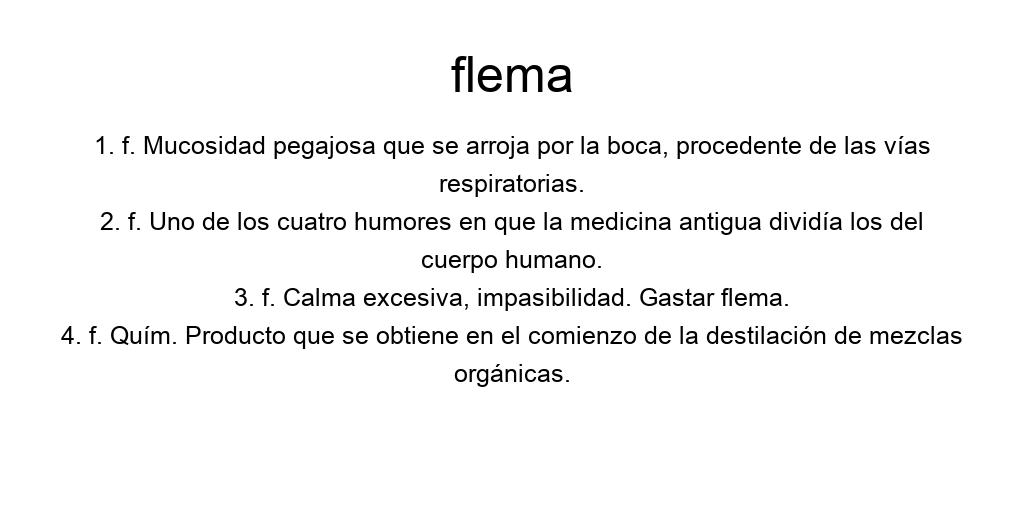 flema
1. f. Mucosidad pegajosa que se arroja por la boca, procedente de las vías
respiratorias.
2. f. Uno de los cuatro humores en que la medicina antigua dividía los del
cuerpo humano.
3. f. Calma excesiva, impasibilidad. Gastar flema.
4. f. Quím. Producto que se obtiene en el comienzo de la destilación de mezclas
orgánicas.